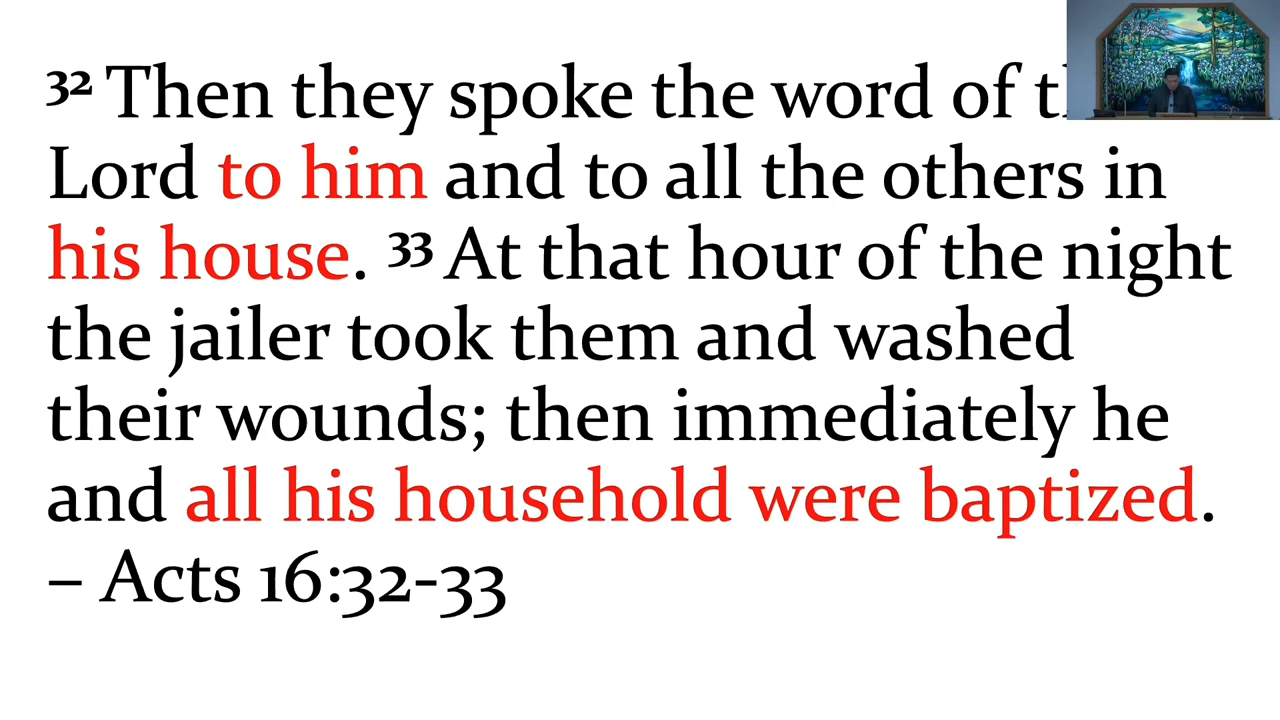 32 Then they spoke the word of
Lord to him and to all the others in
his house. 33 At that hour of the night
the jailer took them and washed
their wounds; then immediately he
and all his household were baptized.
– Acts 16:32-33